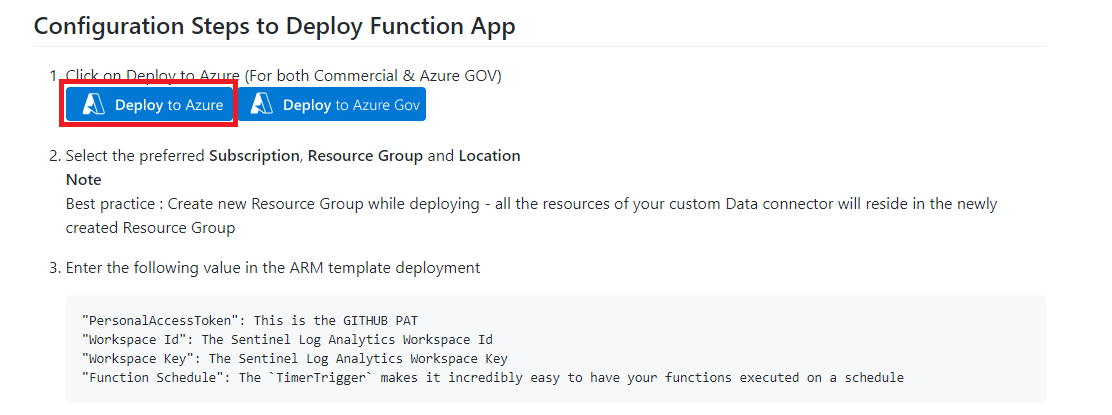 Configuration Steps to Deploy Function App
1. Click on Deploy to Azure (For both Commercial & Azure GOV)
Deploy to Azure Deploy to Azure Gov
2. Select the preferred Subscription, Resource Group and Location
Note
Best practice : Create new Resource Group while deploying - all the resources of your custom Data connector will reside in the newly
created Resource Group
3. Enter the following value in the ARM template deployment
"PersonalAccessToken": This is the GITHUB PAT
"Workspace Id": The Sentinel Log Analytics Workspace Id
"Workspace Key": The Sentinel Log Analytics Workspace Key
"Function Schedule": The `TimerTrigger` makes it incredibly easy to have your functions executed on a schedule